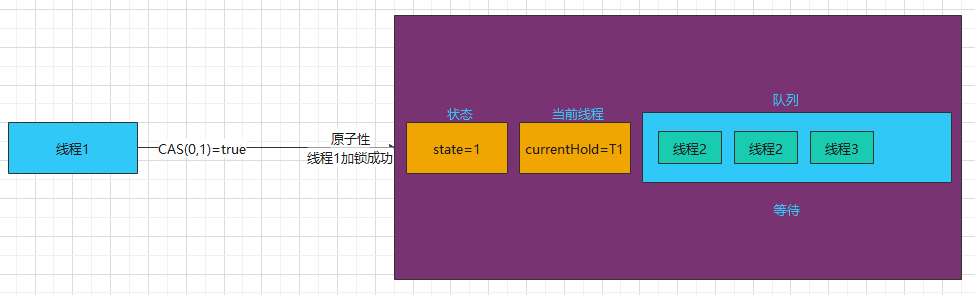 队列
状态
当前线程
原子性
线程1
CAS(0,1)=true
线程1加锁成功
state=1
currentHold=T1
线程2
线程2
线程3
等待